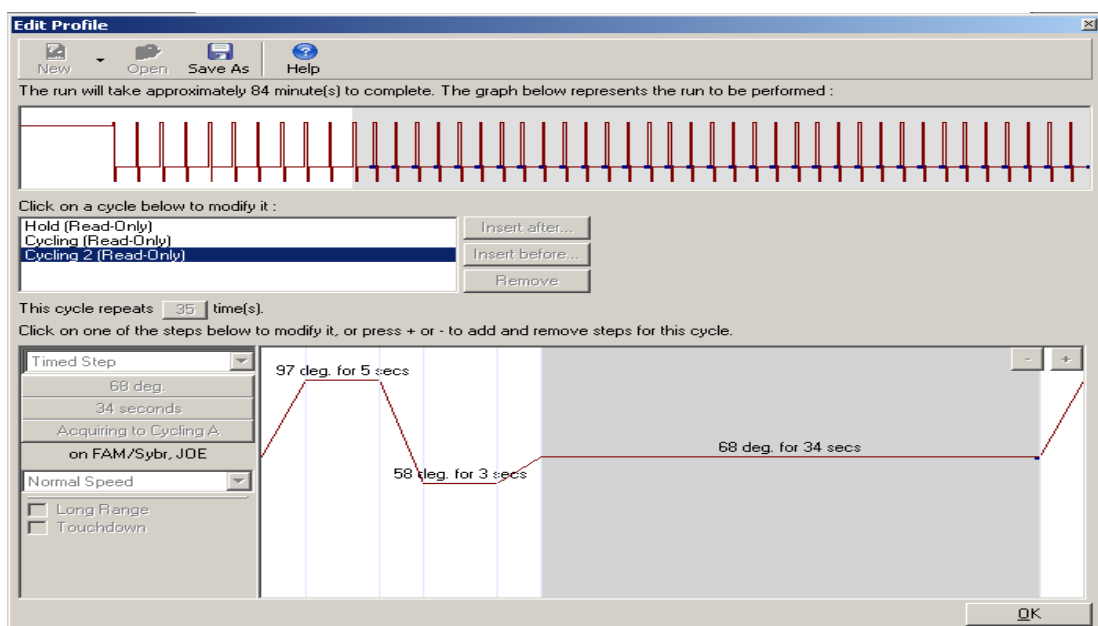 Edit Profile
New Open Save As Help
The run will take approximately 84 minute(s) to complete. The graph below represents the run to be performed :
Click on a cycle below to modify it :
Hold (Read-Only)
Cycling (Read-Only)
Cycling 2 (Read-Only)
Insert after...
Insert before...
Remove
This cycle repeats 35 time(s).
Click on one of the steps below to modify it, or press + or - to add and remove steps for this cycle.
Timed Step
68 deg.
34 seconds
Acquiring to Cycling A
on FAM/Sybr, JOE
Normal Speed
Long Range
Touchdown
97 deg. for 5 secs
58 deg. for 3 secs
68 deg. for 34 secs
- +
OK